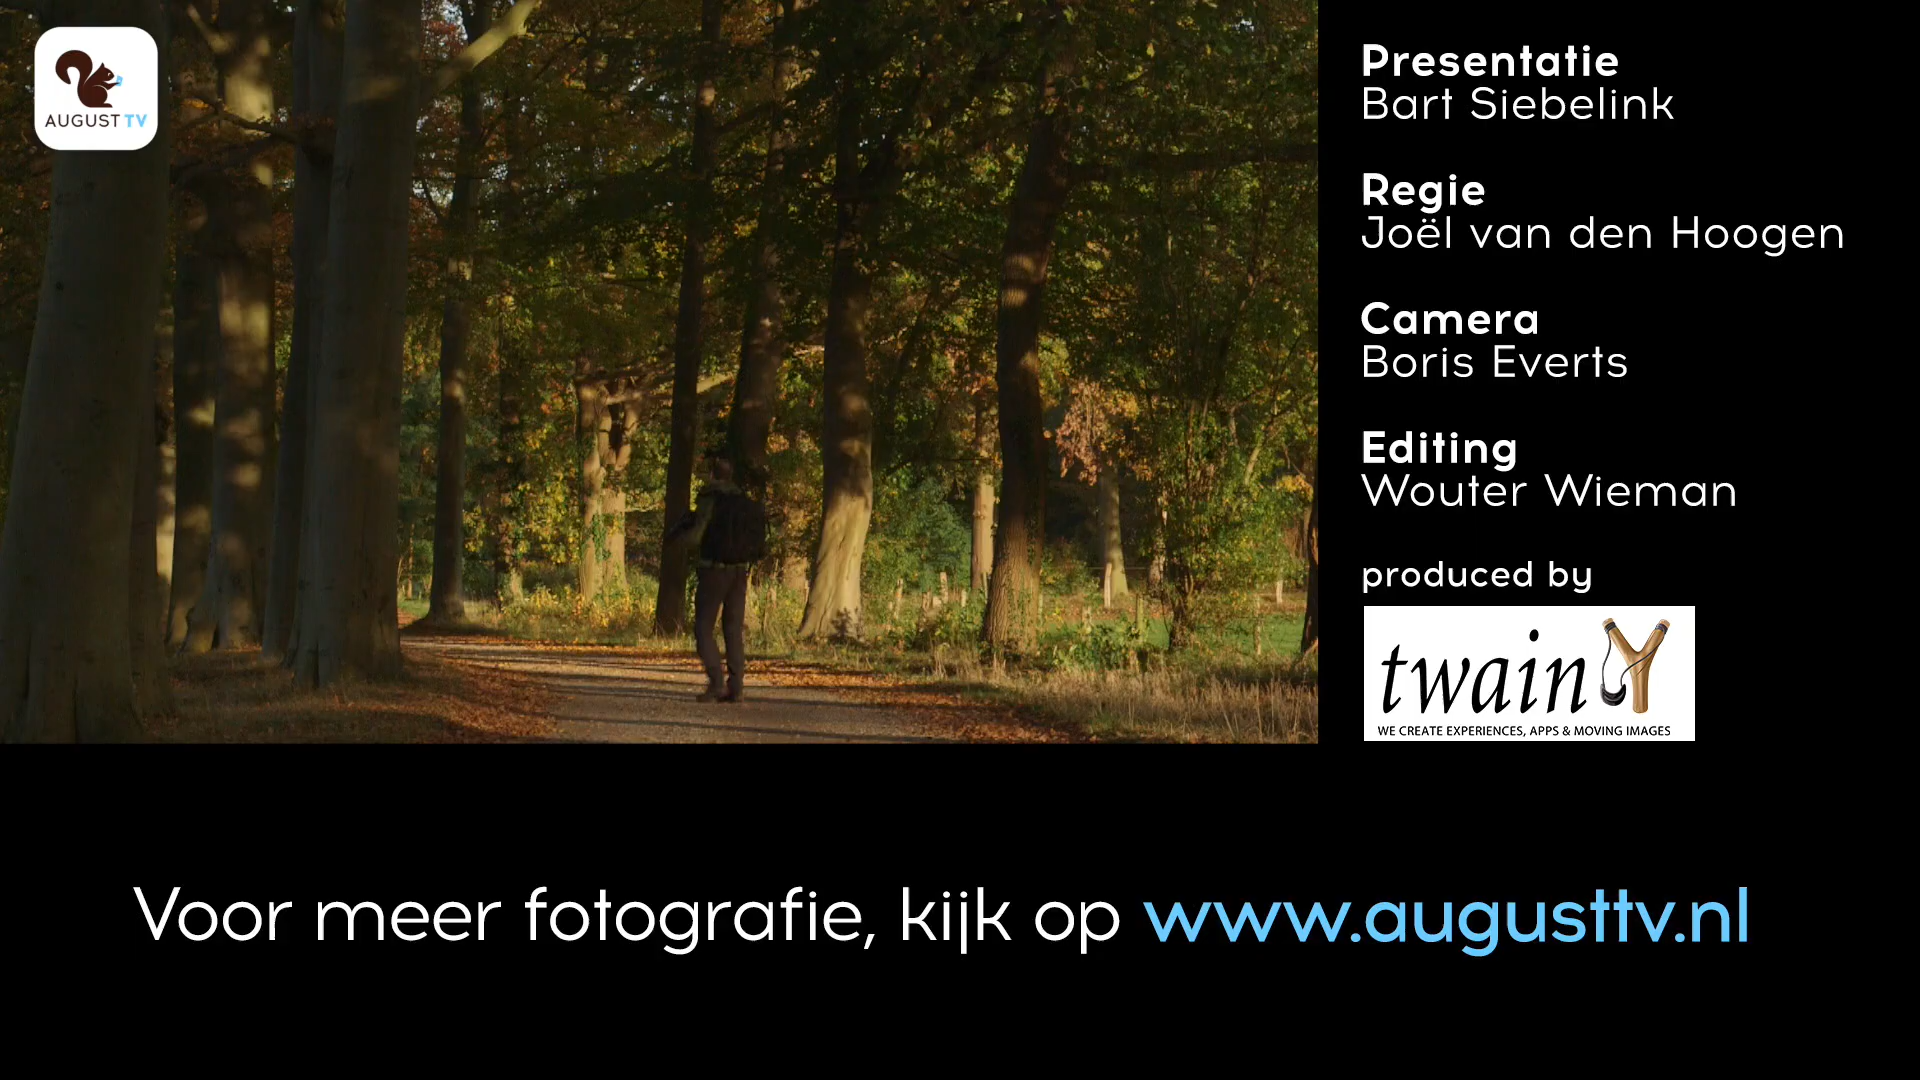 AUGUST TV
Presentatie
Bart Siebelink
Regie
Joël van den Hoogen
Camera
Boris Everts
Editing
Wouter Wieman
produced by
twain
WE CREATE EXPERIENCES, APPS & MOVING IMAGES
Voor meer fotografie, kijk op www.augusttv.nl